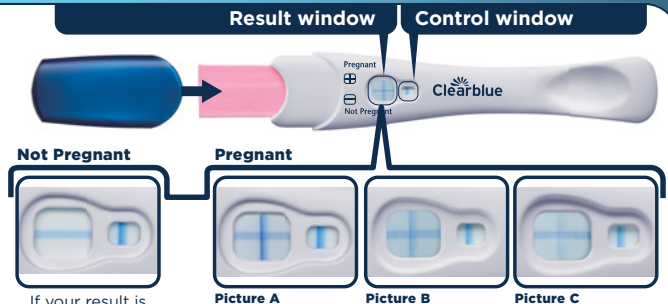 Result window
Control window
Pregnant
Not Pregnant
Clearblue
Not Pregnant
Pregnant
If your result is
Picture A
Picture B
Picture C